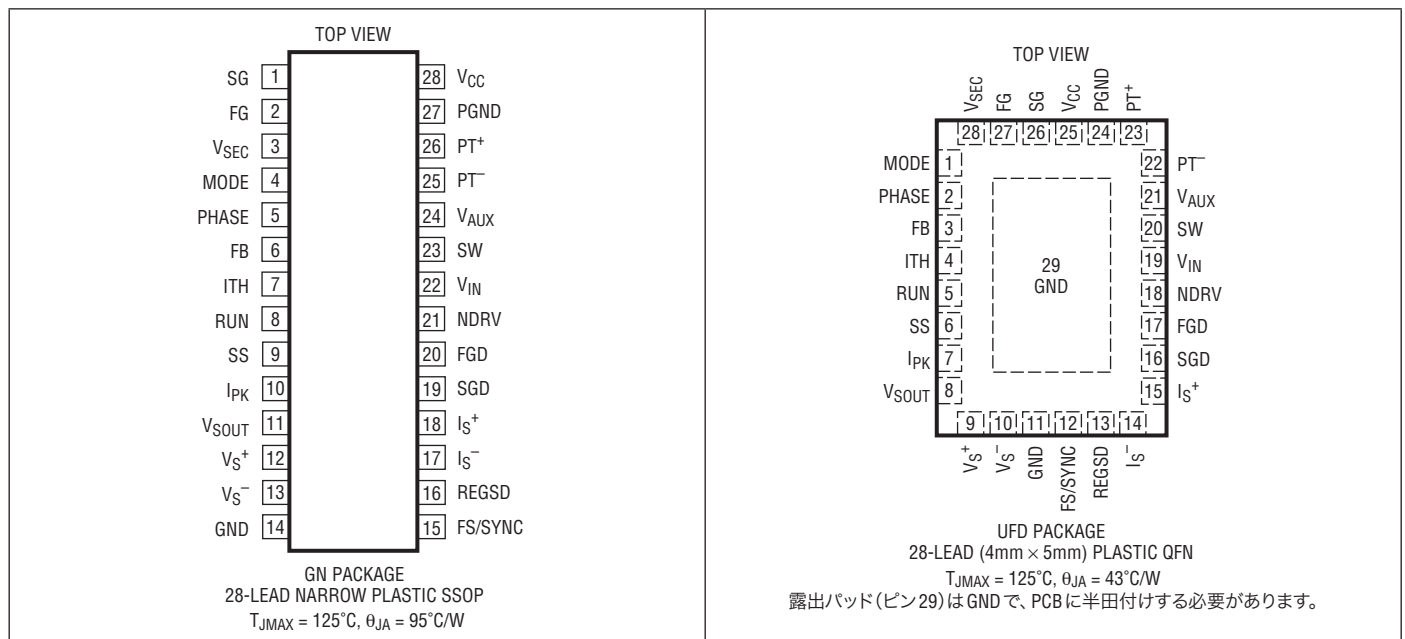 TOP VIEW
SG 1
FG 2
VSEC 3
MODE 4
PHASE 5
FB 6
ITH 7
RUN 8
SS 9
IPK 10
VSOUT 11
VS+ 12
VS– 13
GND 14
28 VCC
27 PGND
26 PT+
25 PT–
24 VAUX
23 SW
22 VIN
21 NDRV
20 FGD
19 SGD
18 IS+
17 IS–
16 REGSD
15 FS/SYNC
GN PACKAGE
28-LEAD NARROW PLASTIC SSOP
TJMAX = 125°C, θJA = 95°C/W
TOP VIEW
VSEC FG SG VCC PGND PT+
28 27 26 25 24 23
MODE 1
PHASE 2
FB 3
ITH 4
RUN 5
SS 6
IPK 7
VSOUT 8
29
GND
22 PT–
21 VAUX
20 SW
19 VIN
18 NDRV
17 FGD
16 SGD
15 IS+
9 10 11 12 13 14
VS+ VS– GND FS/SYNC REGSD IS–
UFD PACKAGE
28-LEAD (4mm × 5mm) PLASTIC QFN
TJMAX = 125°C, θJA = 43°C/W
露出パッド(ピン29)はGNDで、PCBに半田付けする必要があります。